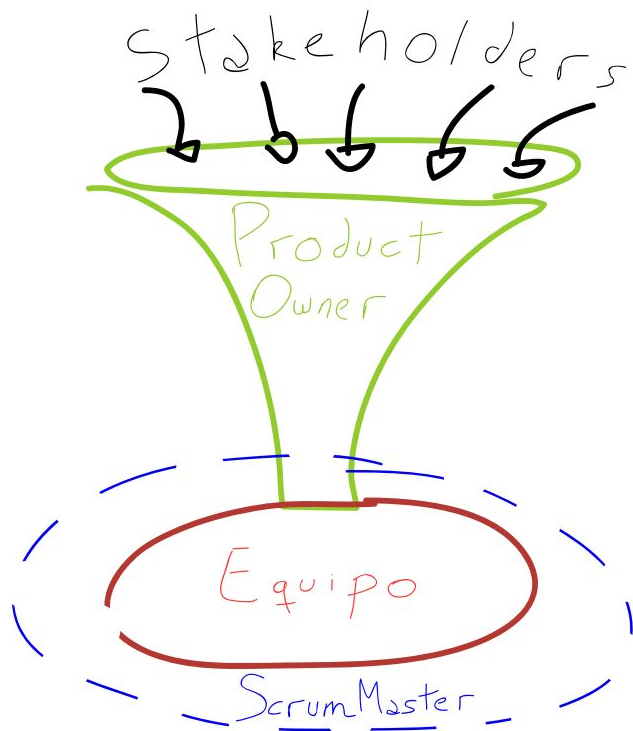 Stakeholders
Product
Owner
Equipo
ScrumMaster